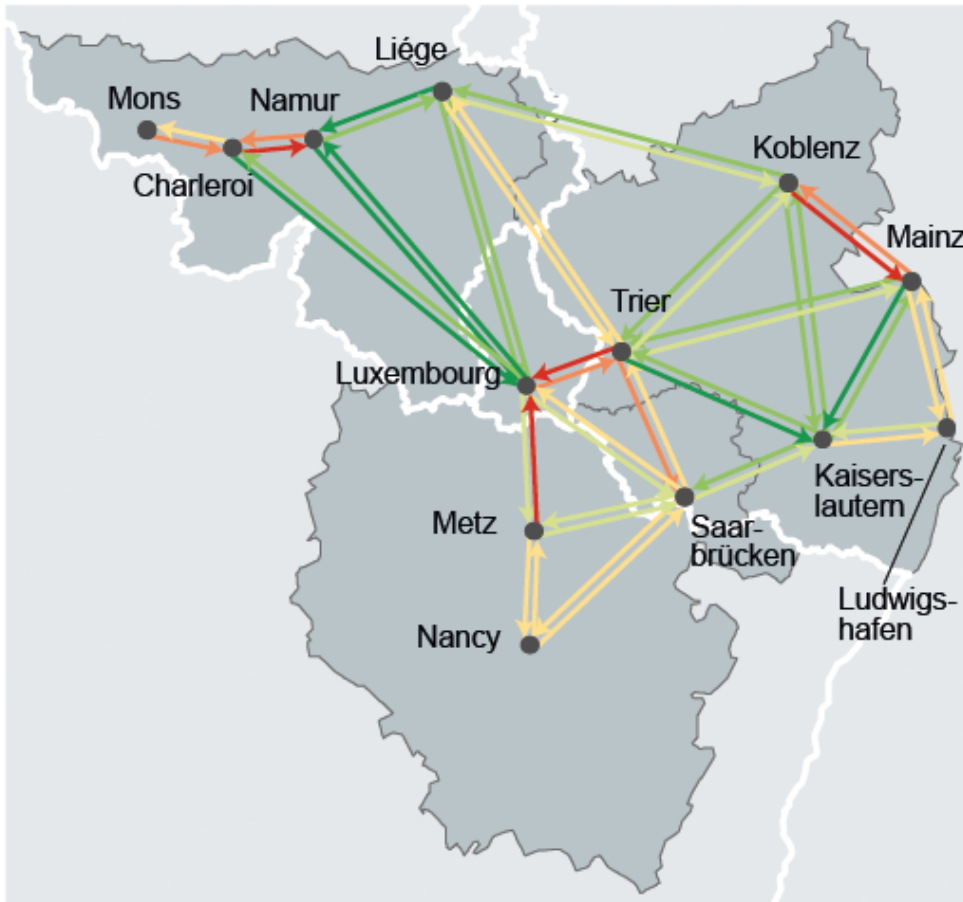 Liége
Mons
Namur
Charleroi
Koblenz
Mainz
Trier
Luxembourg
Kaisers-
lautern
Metz
Saar-
brücken
Ludwigs-
hafen
Nancy